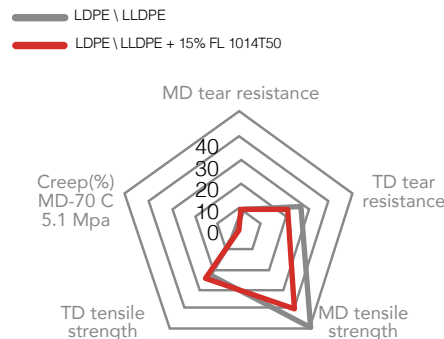 LDPE \ LLDPE
LDPE \ LLDPE + 15% FL 1014T50
MD tear resistance
40
30
20
10
0
Creep(%)
MD-70 C
5.1 Mpa
TD tear
resistance
TD tensile
strength
MD tensile
strength